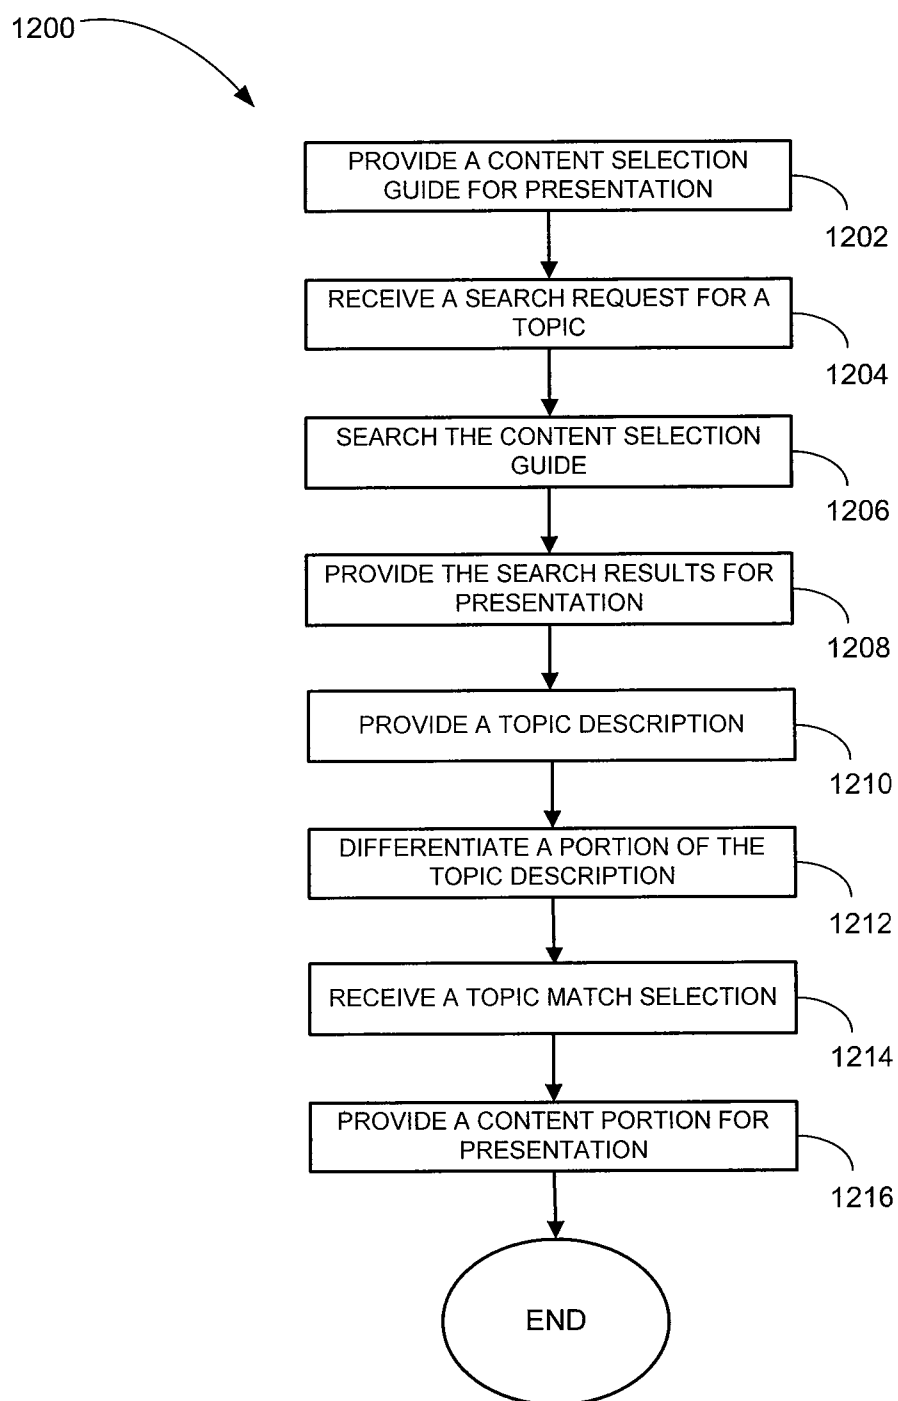 1200
PROVIDE A CONTENT SELECTION
GUIDE FOR PRESENTATION
1202
RECEIVE A SEARCH REQUEST FOR A
TOPIC
1204
SEARCH THE CONTENT SELECTION
GUIDE
1206
PROVIDE THE SEARCH RESULTS FOR
PRESENTATION
1208
PROVIDE A TOPIC DESCRIPTION
1210
DIFFERENTIATE A PORTION OF THE
TOPIC DESCRIPTION
1212
RECEIVE A TOPIC MATCH SELECTION
1214
PROVIDE A CONTENT PORTION FOR
PRESENTATION
1216
END